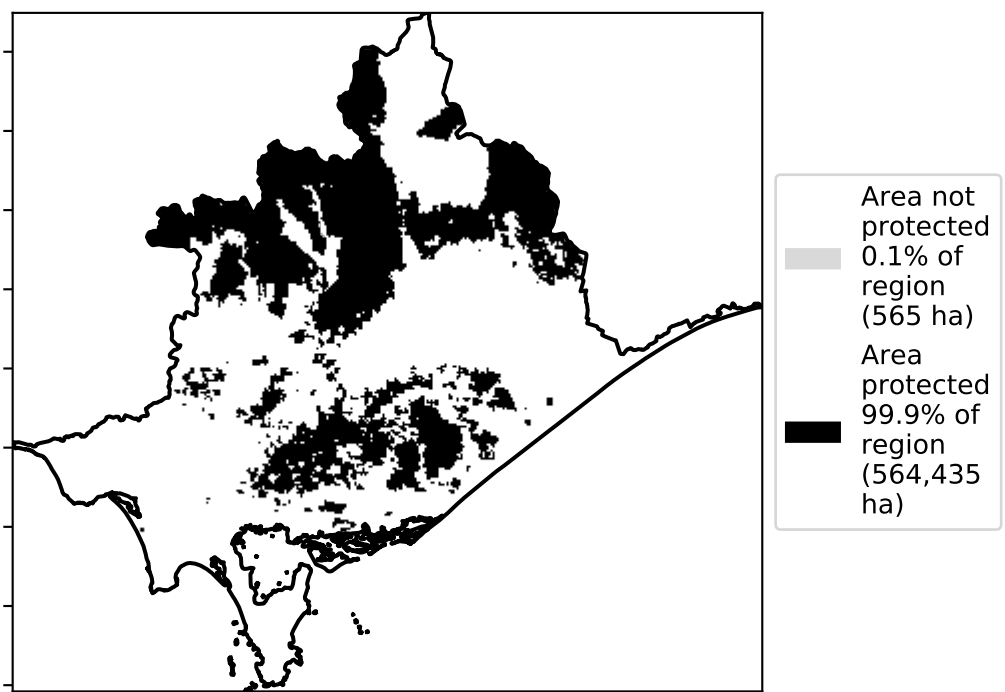 Area not
protected
0.1% of
region
(565 ha)
Area
protected
99.9% of
region
(564,435
ha)